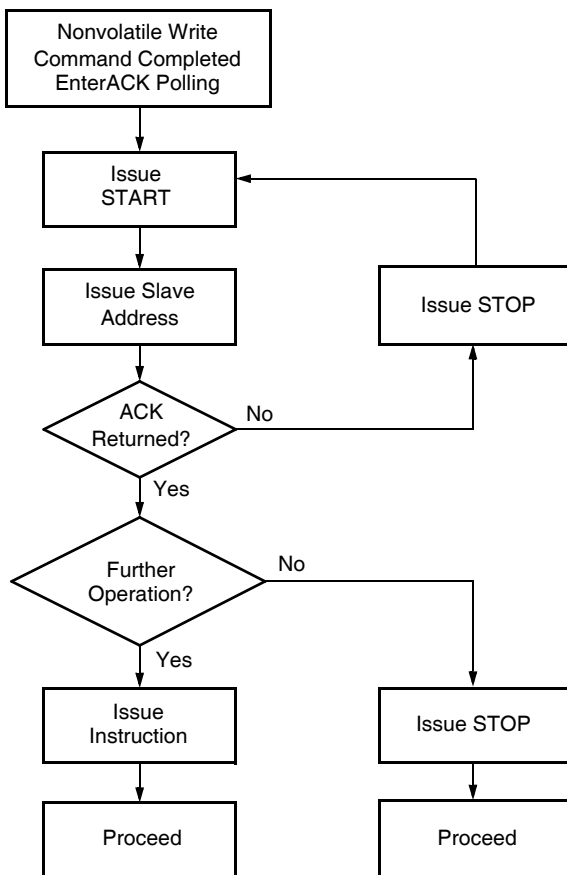 Nonvolatile Write
Command Completed
EnterACK Polling
Issue
START
Issue Slave
Address
Issue STOP
ACK
Returned?
No
Yes
Further
Operation?
No
Yes
Issue
Instruction
Issue STOP
Proceed
Proceed